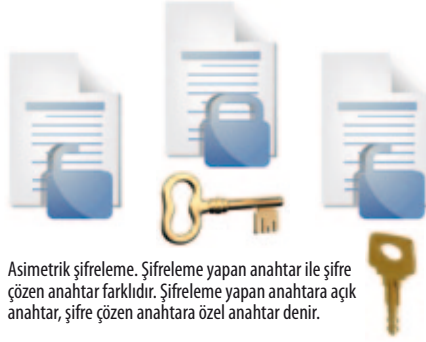 Asimetrik şifreleme. Şifreleme yapan anahtar ile şifre
çözen anahtar farklıdır. Şifreleme yapan anahtara açık
anahtar, şifre çözen anahtara özel anahtar denir.